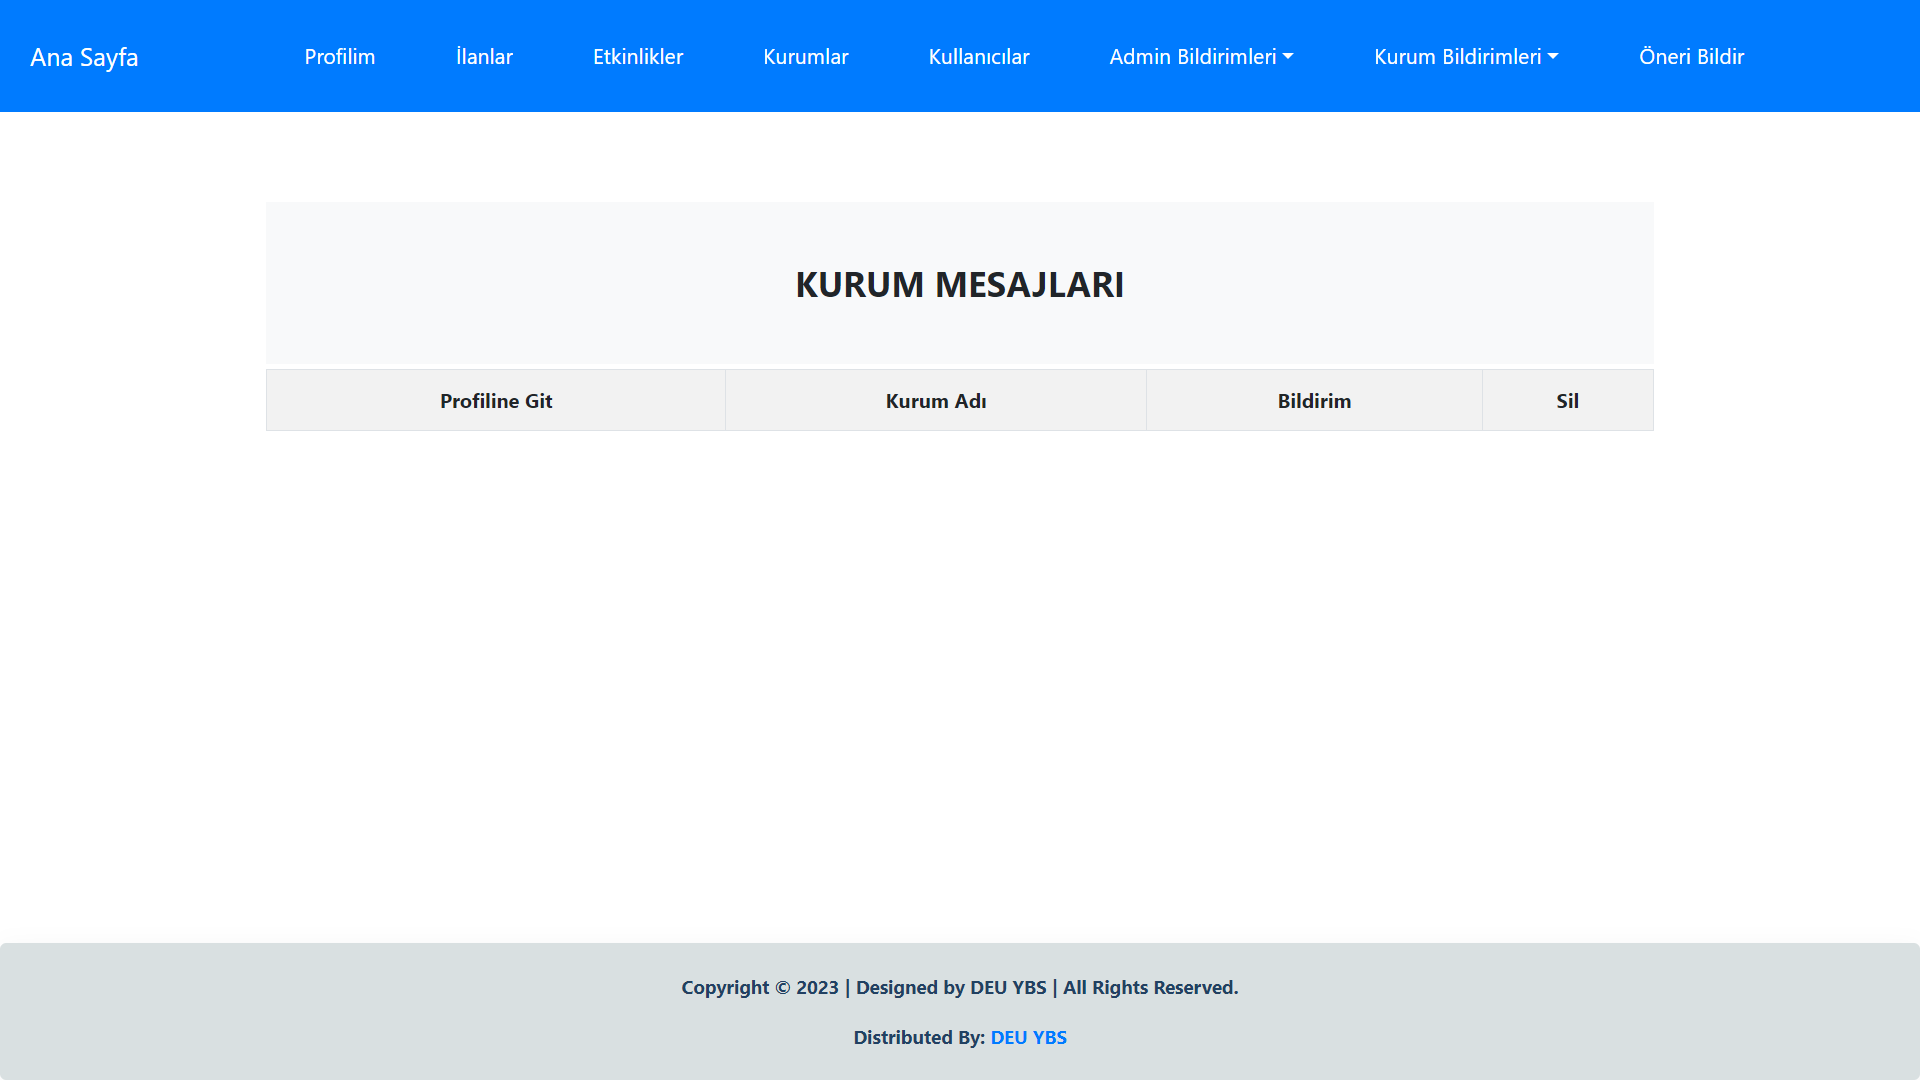 Ana Sayfa Profilim İlanlar Etkinlikler Kurumlar Kullanıcılar Admin Bildirimleri Kurum Bildirimleri Öneri Bildir
KURUM MESAJLARI
Profiline Git Kurum Adı Bildirim Sil
Copyright © 2023 | Designed by DEU YBS | All Rights Reserved.
Distributed By: DEU YBS